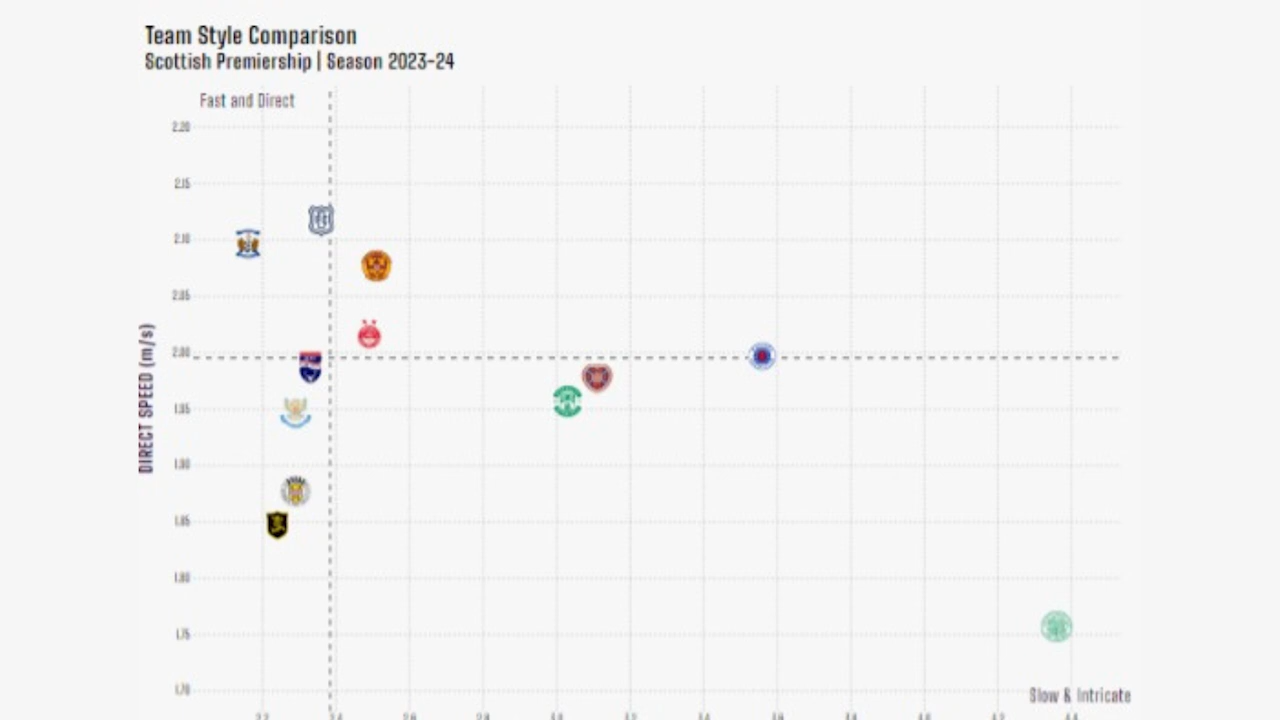 Team Style Comparison
Scottish Premiership | Season 2023-24
Fast and Direct
2.20
2.15
2.10
2.05
2.00
1.95
1.90
1.85
1.80
1.75
1.70
DIRECT SPEED (m/s)
Slow & Intricate